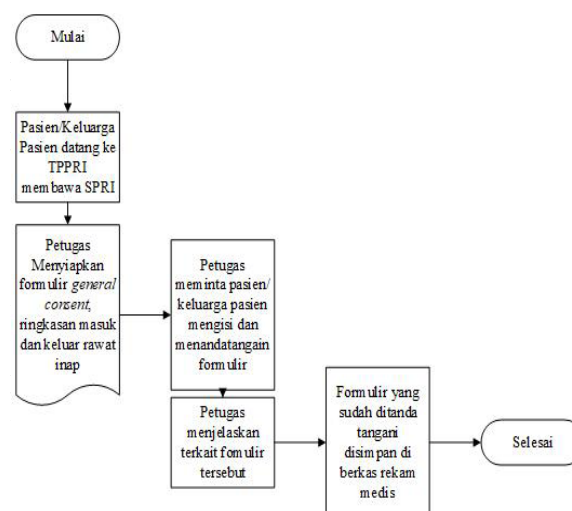 Mulai
Pasien/Keluarga
Pasien datang ke
TPPRI
membawa SPRI
Petugas
Menyiapkan
formulir general
consent,
ringkasan masuk
dan keluar rawat
inap
Petugas
meminta pasien/
keluarga pasien
mengisi dan
menandatangain
formulir
Petugas
menjelaskan
terkait fomulir
tersebut
Formulir yang
sudah ditanda
tangani
disimpan di
berkas rekam
medis
Selesai